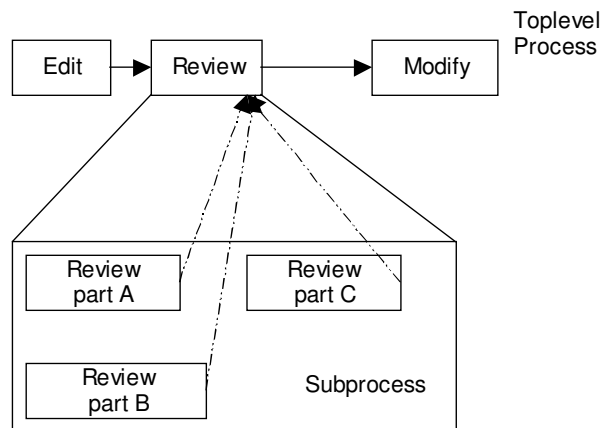 Toplevel
Process
Edit
Review
Modify
Review
part A
Review
part C
Review
part B
Subprocess